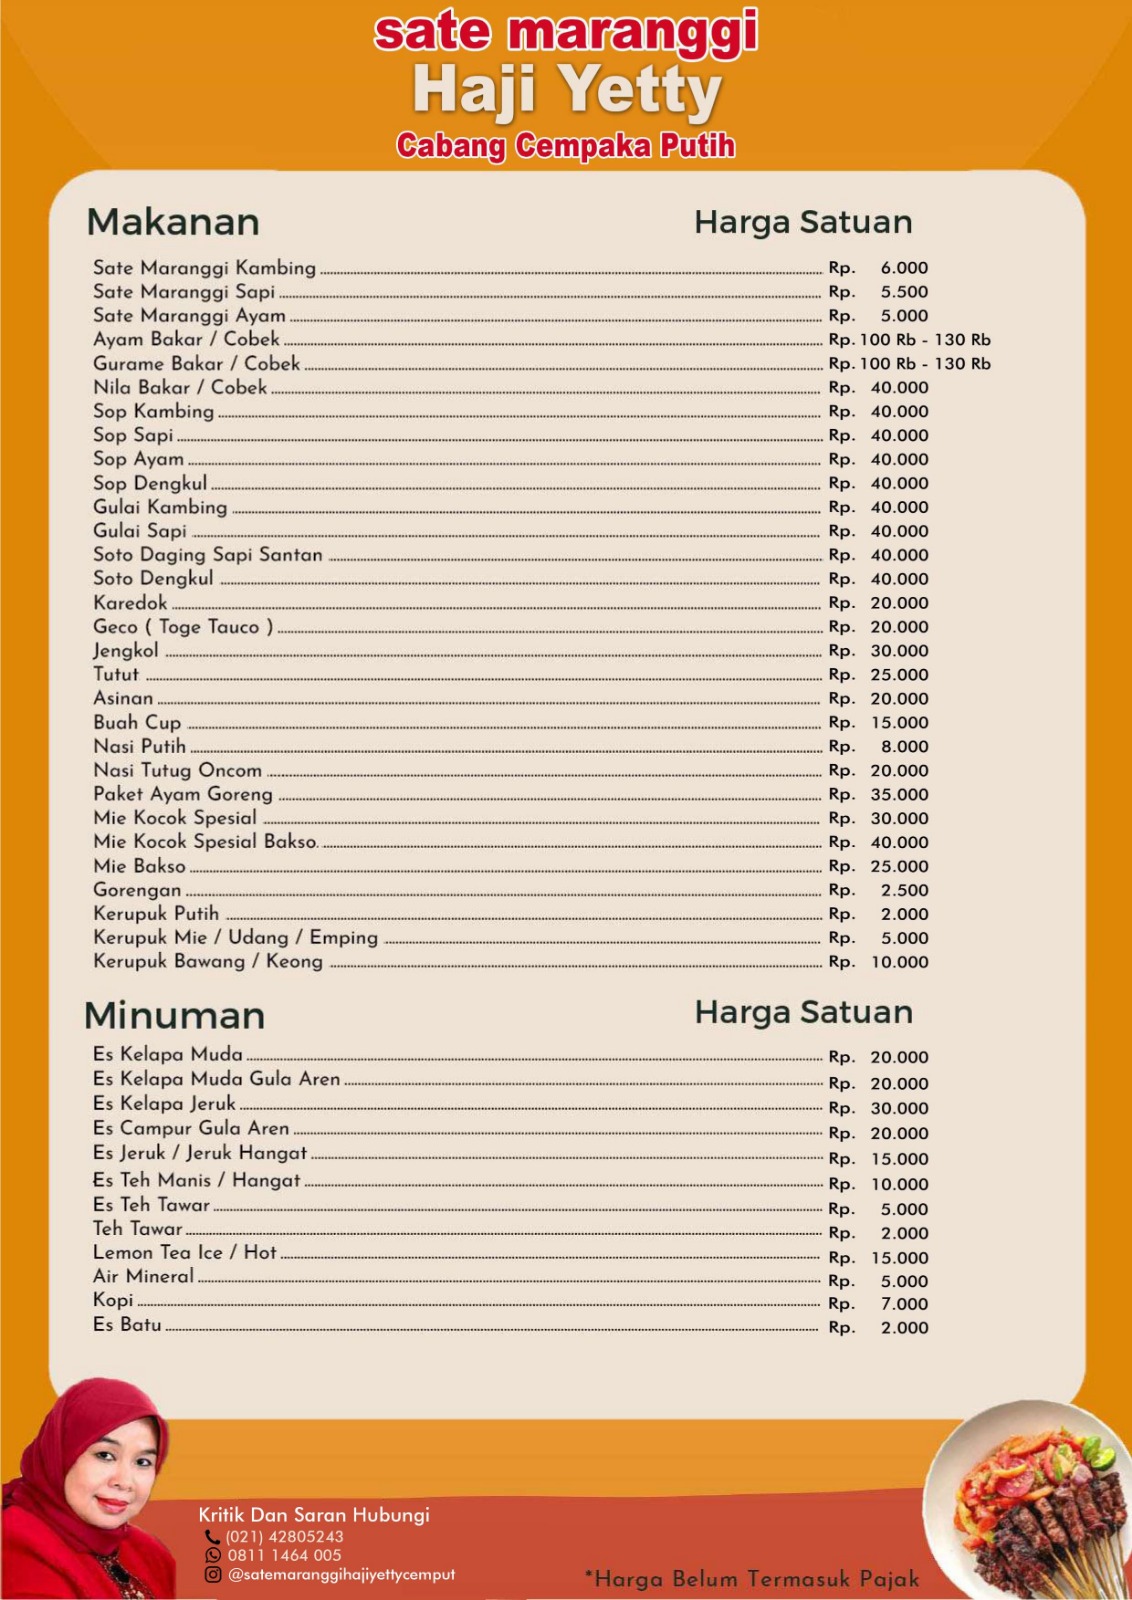 sate maranggi
Haji Yetty
Cabang Cempaka Putih
Makanan Harga Satuan
Sate Maranggi Kambing Rp. 6.000
Sate Maranggi Sapi Rp. 5.500
Sate Maranggi Ayam Rp. 5.000
Ayam Bakar / Cobek Rp. 100 Rb - 130 Rb
Gurame Bakar / Cobek Rp. 100 Rb - 130 Rb
Nila Bakar / Cobek Rp. 40.000
Sop Kambing Rp. 40.000
Sop Sapi Rp. 40.000
Sop Ayam Rp. 40.000
Sop Dengkul Rp. 40.000
Gulai Kambing Rp. 40.000
Gulai Sapi Rp. 40.000
Soto Daging Sapi Santan Rp. 40.000
Soto Dengkul Rp. 40.000
Karedok Rp. 20.000
Geco ( Toge Tauco ) Rp. 20.000
Jengkol Rp. 30.000
Tutut Rp. 25.000
Asinan Rp. 20.000
Buah Cup Rp. 15.000
Nasi Putih Rp. 8.000
Nasi Tutug Oncom Rp. 20.000
Paket Ayam Goreng Rp. 35.000
Mie Kocok Spesial Rp. 30.000
Mie Kocok Spesial Bakso. Rp. 40.000
Mie Bakso Rp. 25.000
Gorengan Rp. 2.500
Kerupuk Putih Rp. 2.000
Kerupuk Mie / Udang / Emping Rp. 5.000
Kerupuk Bawang / Keong Rp. 10.000
Minuman Harga Satuan
Es Kelapa Muda Rp. 20.000
Es Kelapa Muda Gula Aren Rp. 20.000
Es Kelapa Jeruk Rp. 30.000
Es Campur Gula Aren Rp. 20.000
Es Jeruk / Jeruk Hangat Rp. 15.000
Es Teh Manis / Hangat Rp. 10.000
Es Teh Tawar Rp. 5.000
Teh Tawar Rp. 2.000
Lemon Tea Ice / Hot Rp. 15.000
Air Mineral Rp. 5.000
Kopi Rp. 7.000
Es Batu Rp. 2.000
Kritik Dan Saran Hubungi
(021) 42805243
0811 1464 005
@satemaranggihajiyettycemput
*Harga Belum Termasuk Pajak